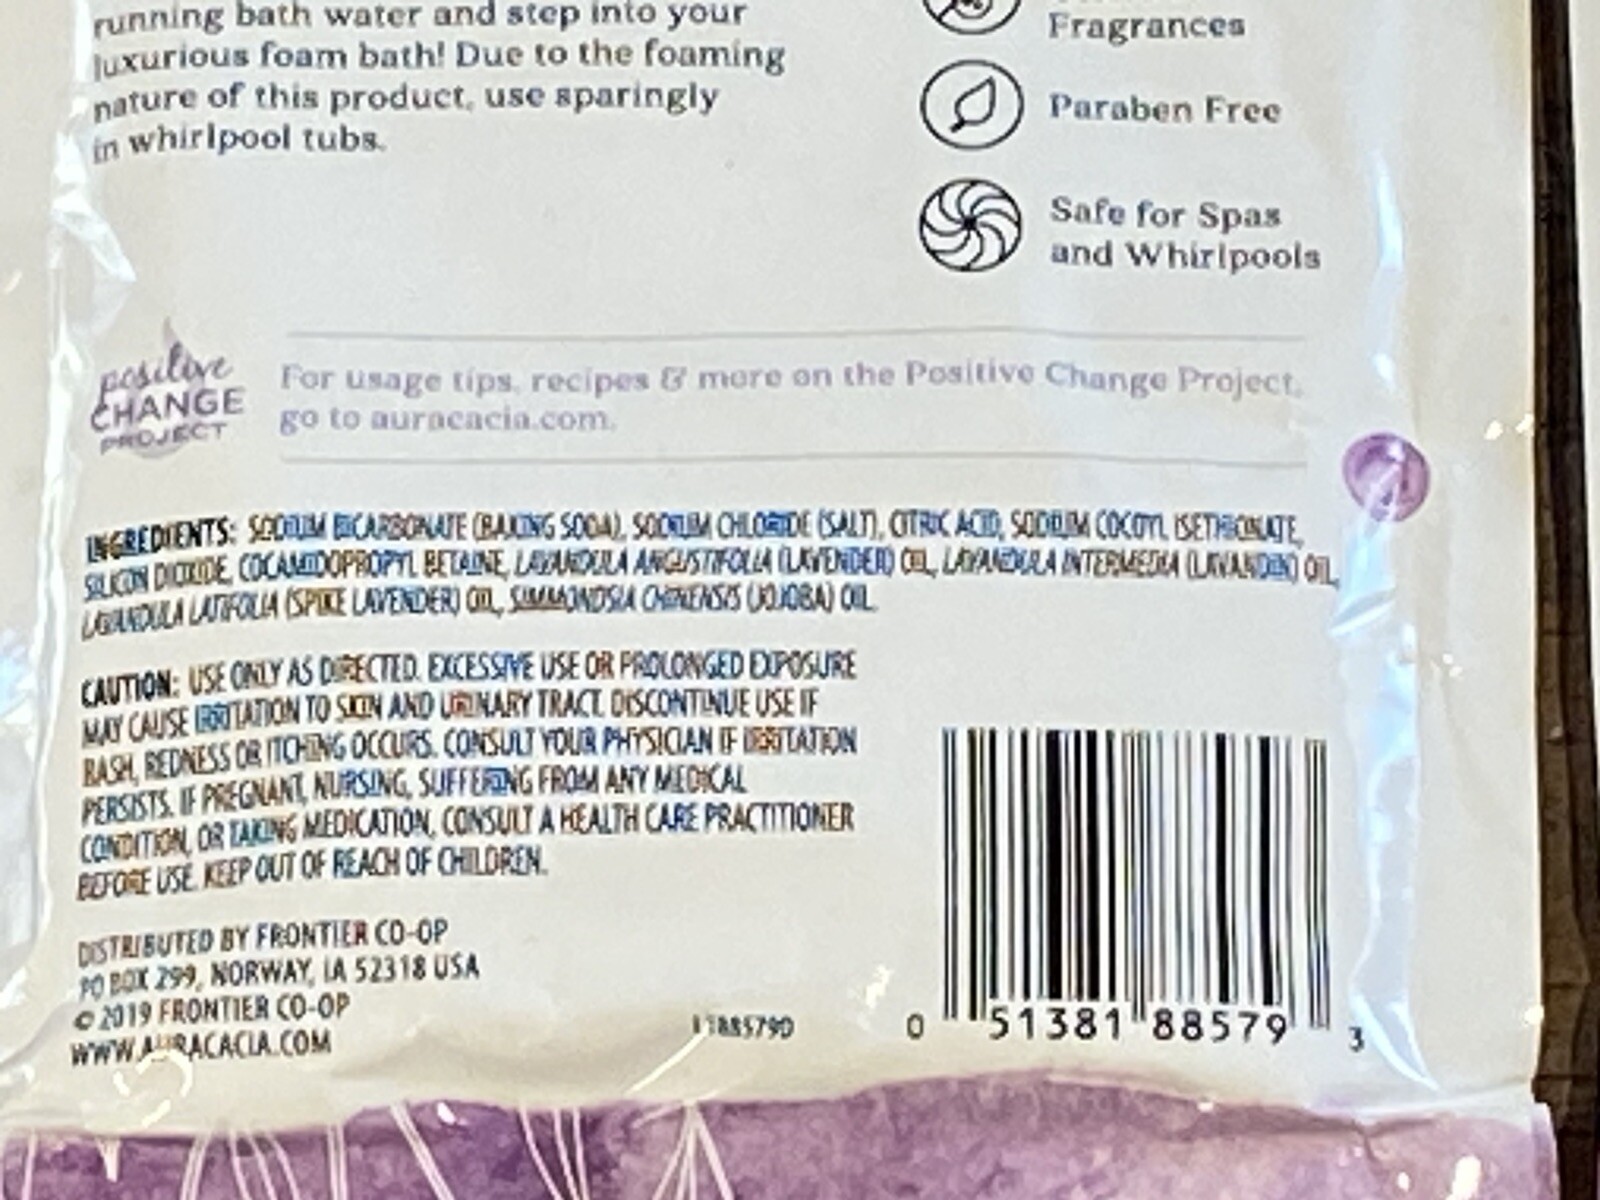 running bath water and step into your
luxurious foam bath! Due to the foaming
nature of this product, use sparingly
in whirlpool tubs.
Fragrances
Paraben Free
Safe for Spas
and Whirlpools
positive
CHANGE
PROJECT
For usage tips, recipes & more on the Positive Change Project,
go to auracacia.com.
INGREDIENTS: SODIUM BICARBONATE (BAKING SODA), SODIUM CHLORIDE (SALT), CITRIC ACID, SODIUM COCOYL ISETHIONATE,
SILICON DIOXIDE, COCAMIDOPROPYL BETAINE, LAVANDULA ANGUSTIFOLIA (LAVENDER) OIL, LAVANDULA INTERMEDIA (LAVANDIN) OIL,
LAVANDULA LATIFOLIA (SPIKE LAVENDER) OIL, SIMMONDSIA CHINENSIS (JOJOBA) OIL.
CAUTION: USE ONLY AS DIRECTED. EXCESSIVE USE OR PROLONGED EXPOSURE
MAY CAUSE IRRITATION TO SKIN AND URINARY TRACT. DISCONTINUE USE IF
RASH, REDNESS OR ITCHING OCCURS. CONSULT YOUR PHYSICIAN IF IRRITATION
PERSISTS. IF PREGNANT, NURSING, SUFFERING FROM ANY MEDICAL
CONDITION, OR TAKING MEDICATION, CONSULT A HEALTH CARE PRACTITIONER
BEFORE USE. KEEP OUT OF REACH OF CHILDREN.
DISTRIBUTED BY FRONTIER CO-OP
PO BOX 299, NORWAY, IA 52318 USA
© 2019 FRONTIER CO-OP
WWW.AURACACIA.COM
0 51381 88579 3